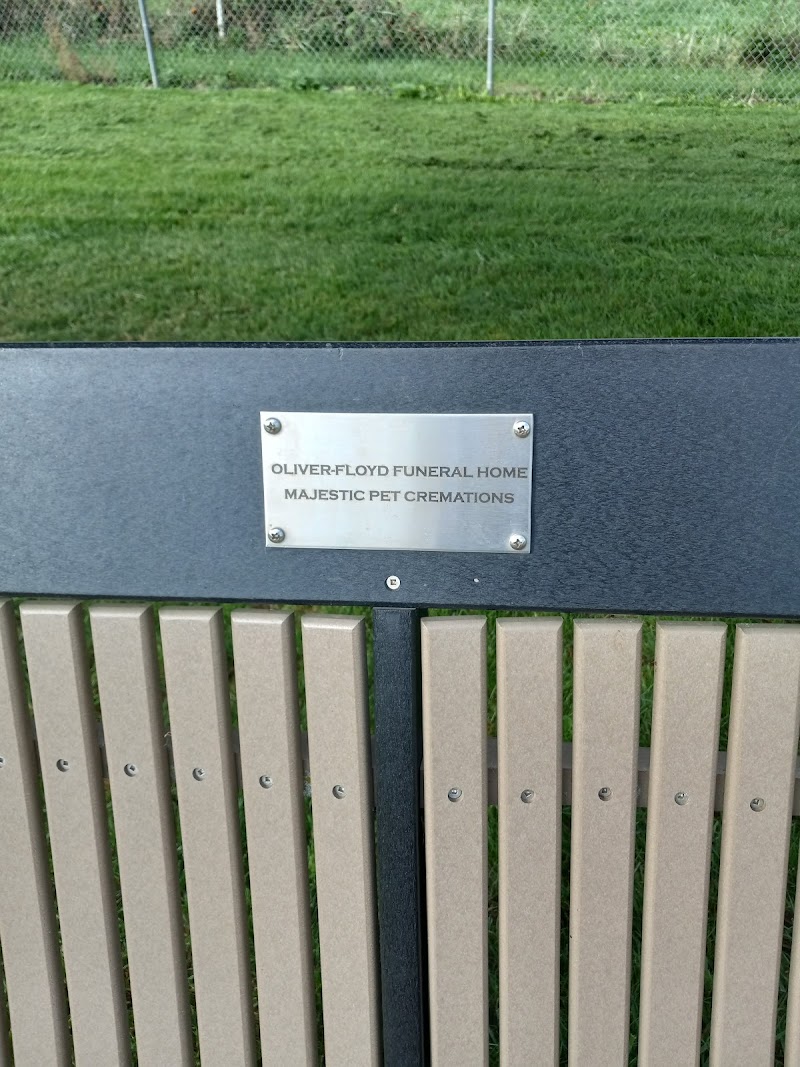 OLIVER-FLOYD FUNERAL HOME
MAJESTIC PET CREMATIONS